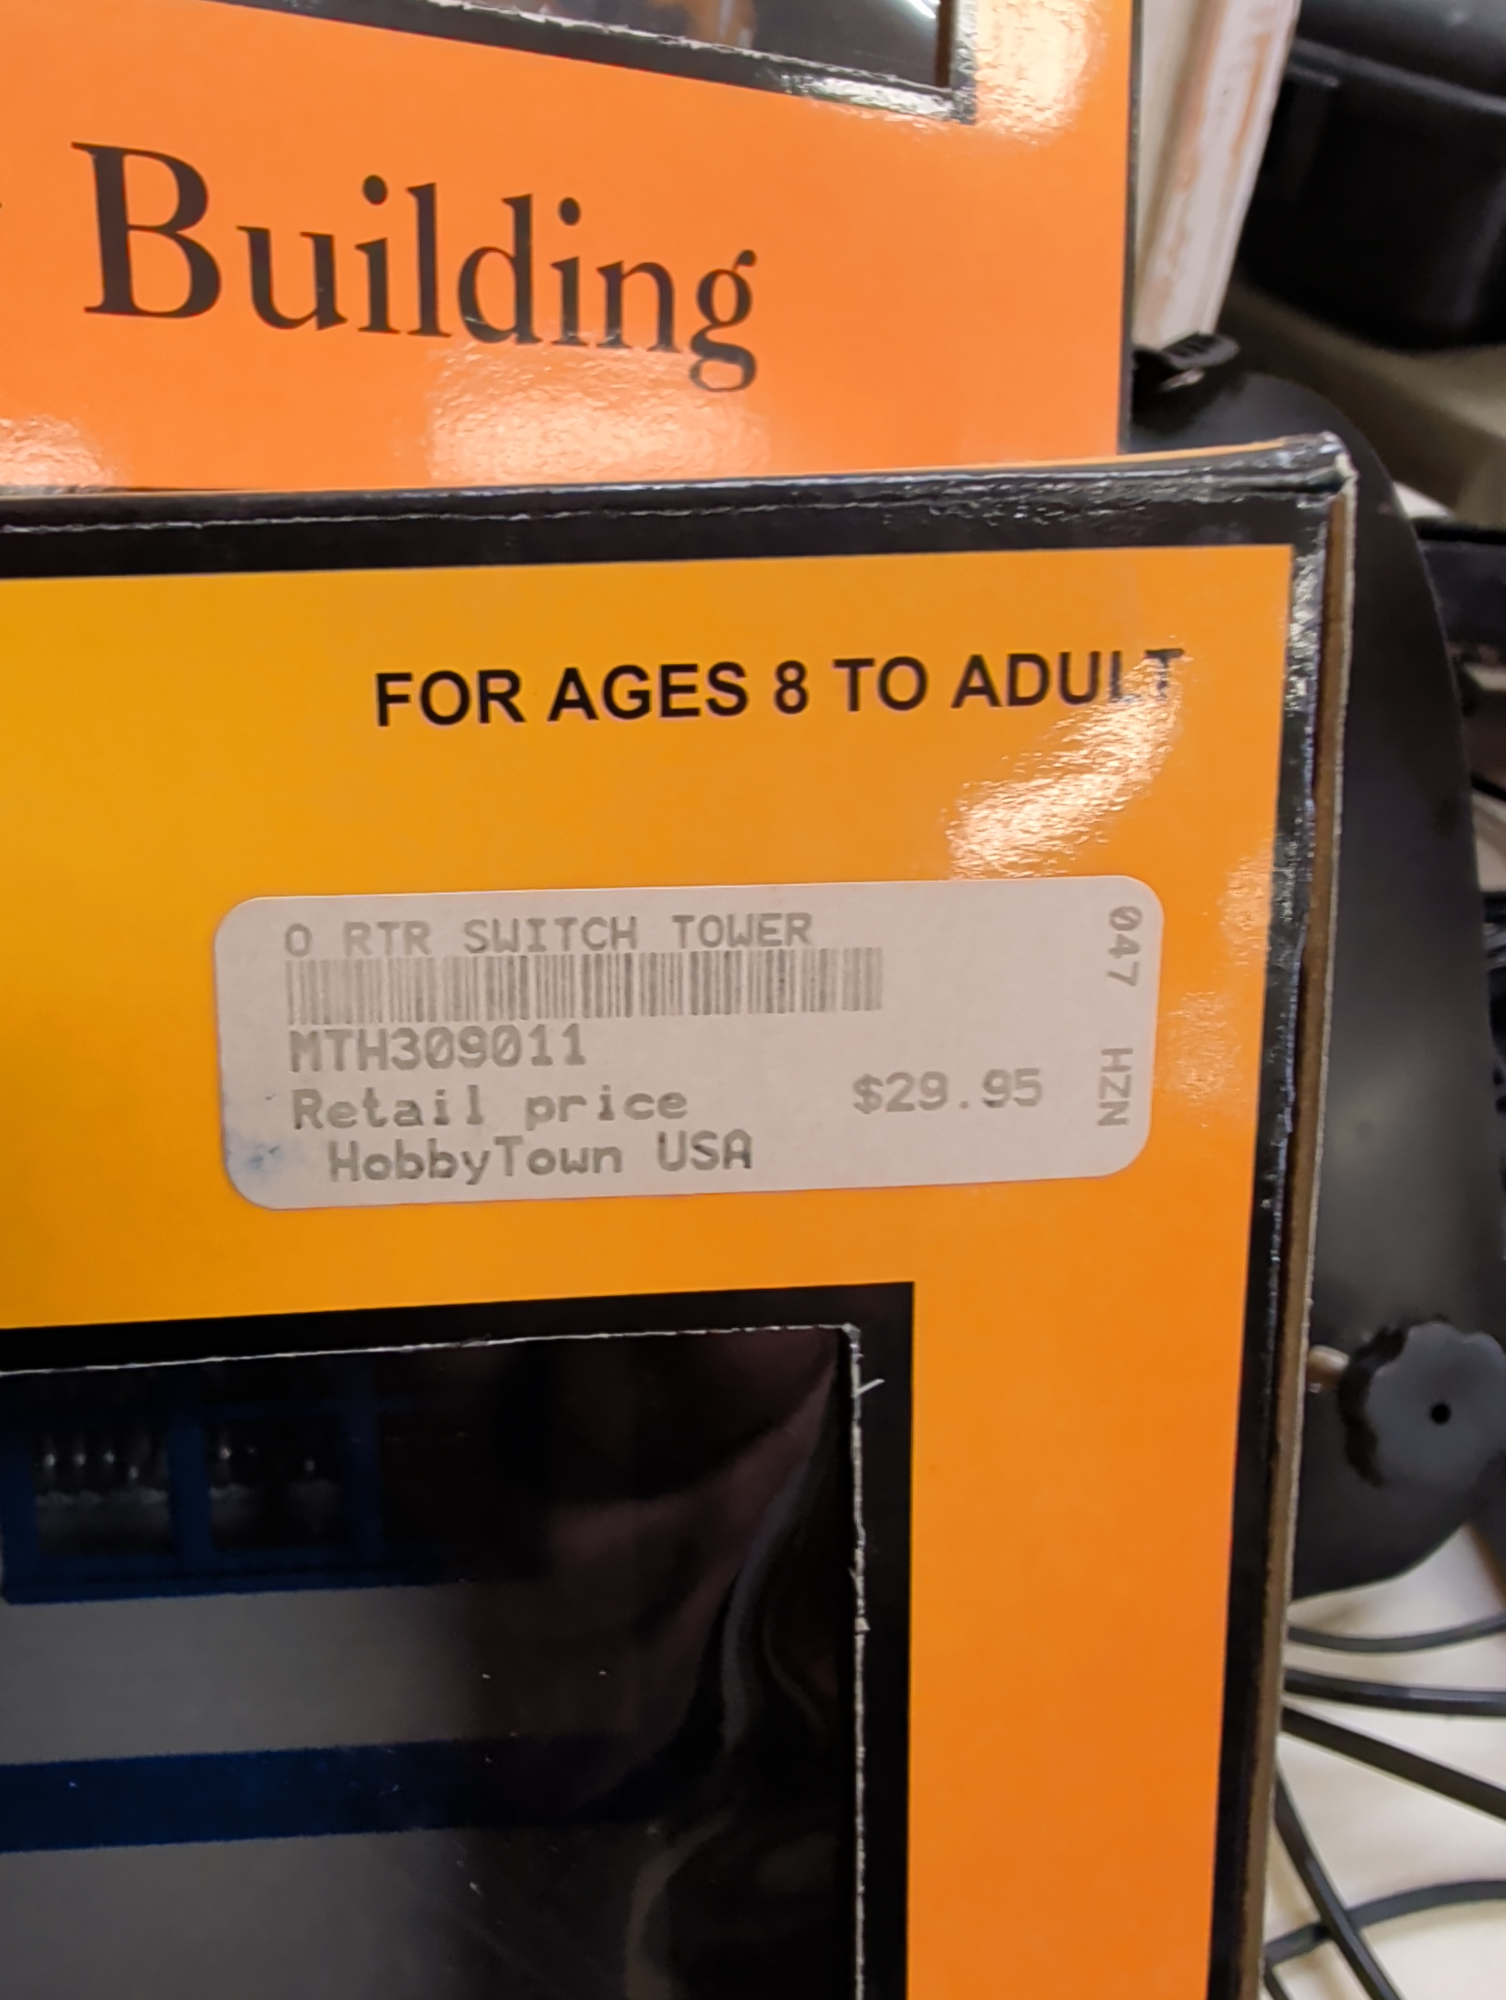 Building
FOR AGES 8 TO ADULT
O RTR SWITCH TOWER
MTH309011
Retail price $29.95
HobbyTown USA
047 HZN